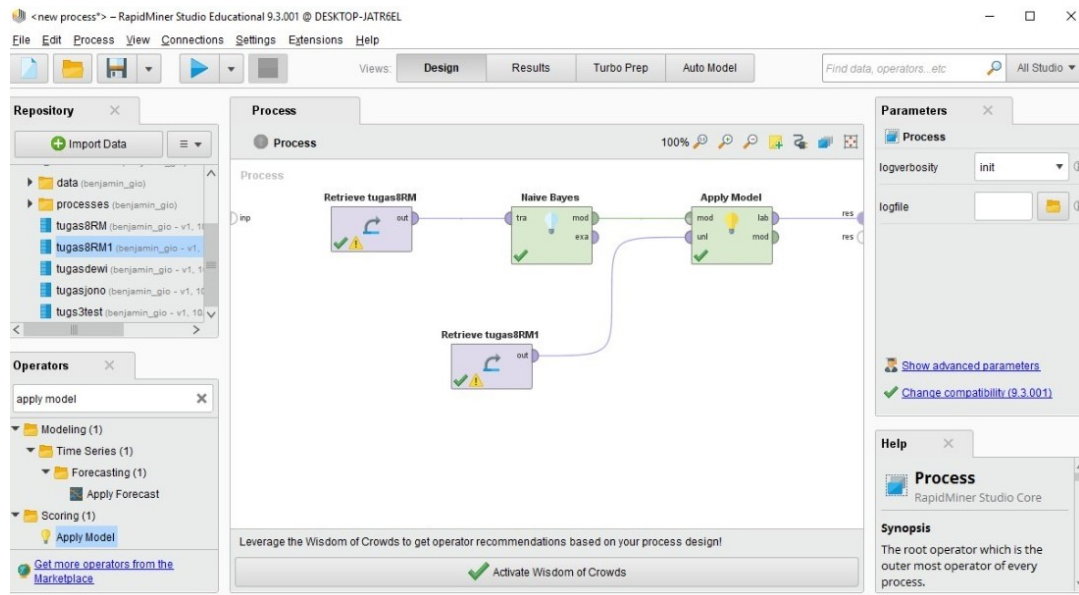 <new process*> – RapidMiner Studio Educational 9.3.001 @ DESKTOP-JATR6EL
File Edit Process View Connections Settings Extensions Help
Views: Design Results Turbo Prep Auto Model Find data, operators...etc All Studio
Repository
Import Data
data (benjamin_gio)
processes (benjamin_gio)
tugas8RM (benjamin_gio - v1, 10
tugas8RM1 (benjamin_gio - v1,
tugasdewi (benjamin_gio - v1, 1
tugasjono (benjamin_gio - v1, 10
tugs3test (benjamin_gio - v1, 10
Operators
apply model
Modeling (1)
Time Series (1)
Forecasting (1)
Apply Forecast
Scoring (1)
Apply Model
Get more operators from the
Marketplace
Process
Process
100%
Process
Retrieve tugas8RM Naive Bayes Apply Model
inp out tra mod mod lab res
exa unl mod res
Retrieve tugas8RM1
out
Leverage the Wisdom of Crowds to get operator recommendations based on your process design!
Activate Wisdom of Crowds
Parameters
Process
logverbosity init
logfile
Show advanced parameters
Change compatibility (9.3.001)
Help
Process
RapidMiner Studio Core
Synopsis
The root operator which is the
outer most operator of every
process.